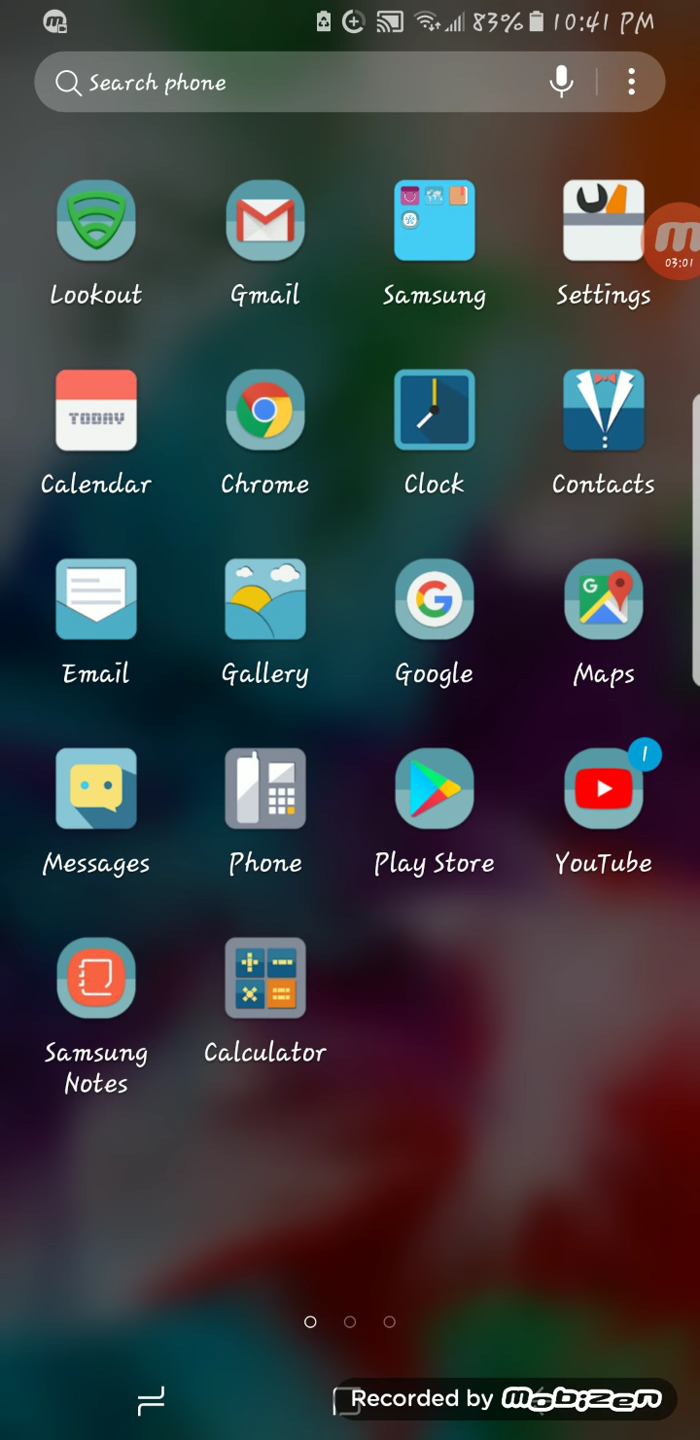 83% 10:41 PM
Search phone
Lookout Gmail Samsung Settings
03:01
TODAY
Calendar Chrome Clock Contacts
G
Email Gallery Google Maps
1
Messages Phone Play Store YouTube
Samsung Calculator
Notes
Recorded by mobizen